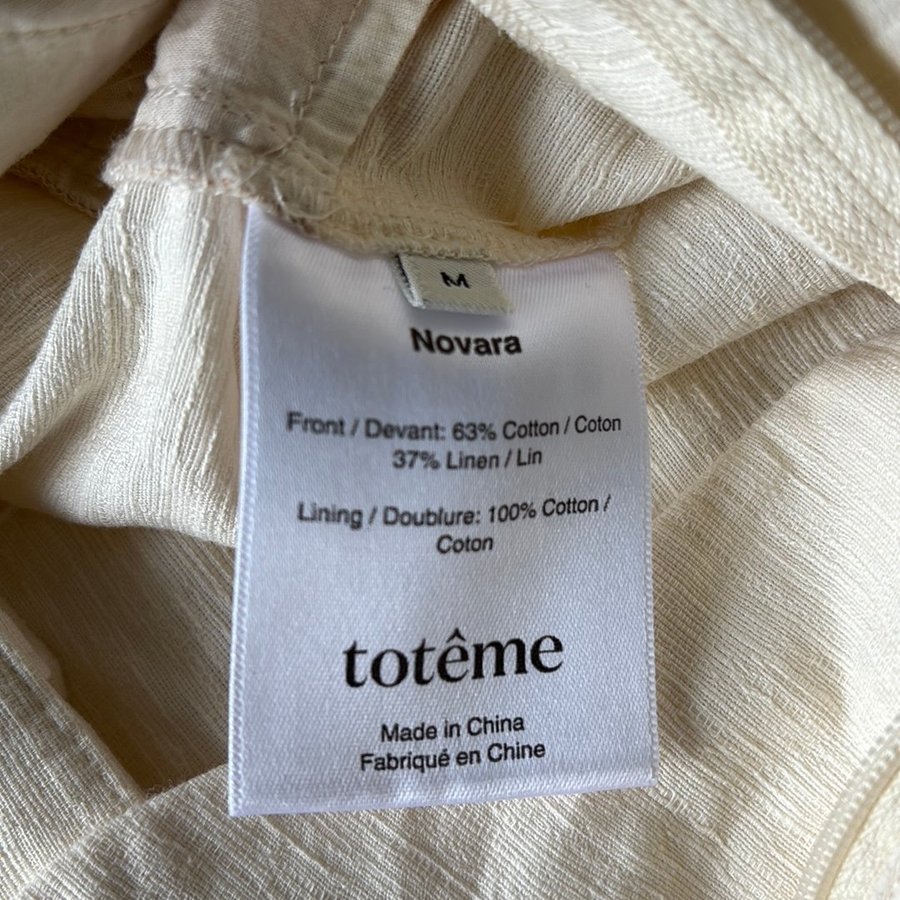 M
Novara
Front / Devant: 63% Cotton / Coton
37% Linen / Lin
Lining / Doublure: 100% Cotton /
Coton
totême
Made in China
Fabriqué en Chine